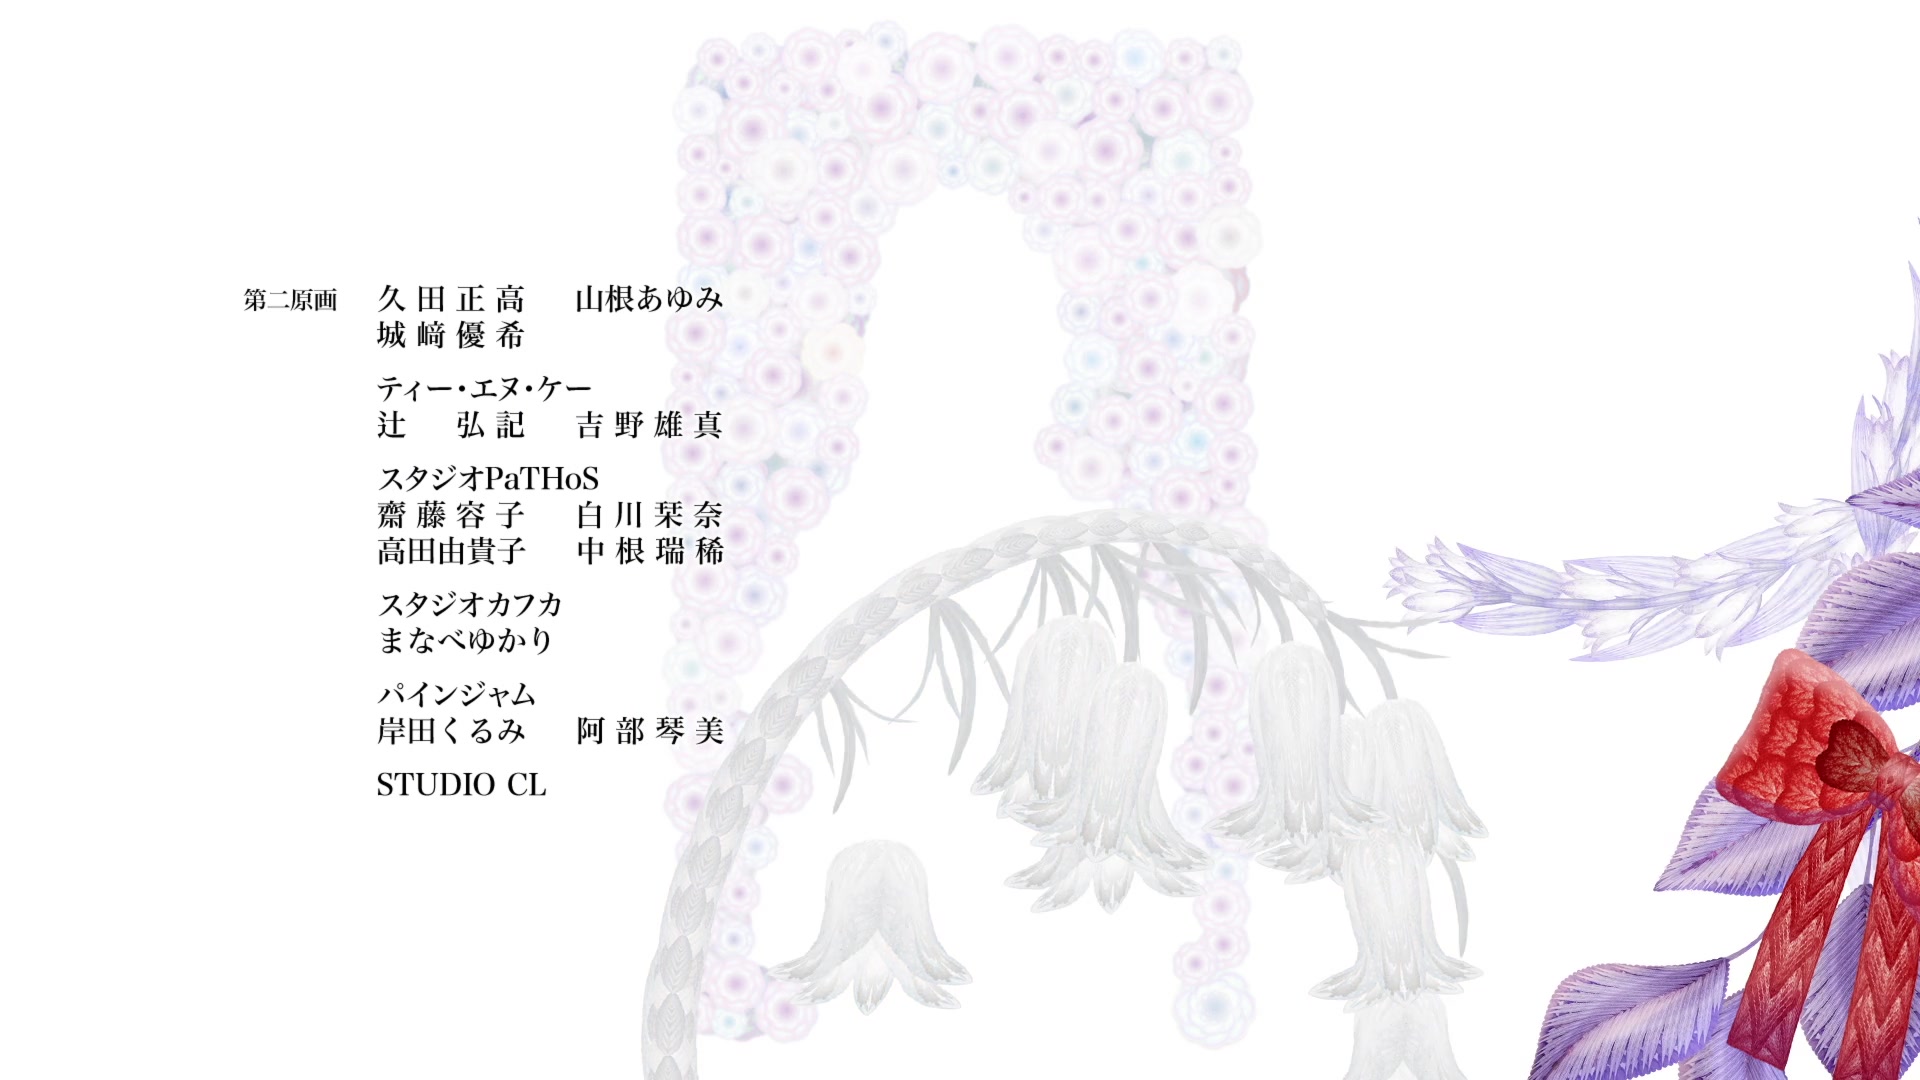 第二原画 久田正高 山根あゆみ
城﨑優希
ティー・エヌ・ケー
辻 弘記 吉野雄真
スタジオPaTHoS
齋藤容子 白川栞奈
高田由貴子 中根瑞稀
スタジオカフカ
まなべゆかり
パインジャム
岸田くるみ 阿部琴美
STUDIO CL